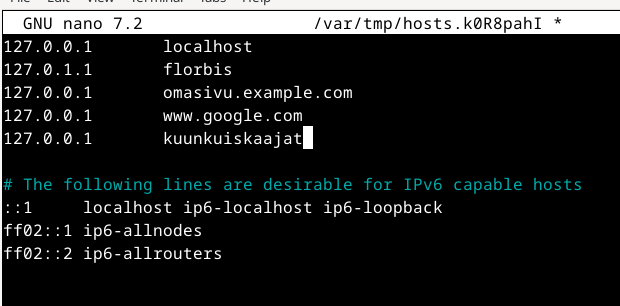 File Edit View Terminal Tabs Help
GNU nano 7.2 /var/tmp/hosts.k0R8pahI *
127.0.0.1 localhost
127.0.1.1 florbis
127.0.0.1 omasivu.example.com
127.0.0.1 www.google.com
127.0.0.1 kuunkuiskaajat
# The following lines are desirable for IPv6 capable hosts
::1 localhost ip6-localhost ip6-loopback
ff02::1 ip6-allnodes
ff02::2 ip6-allrouters